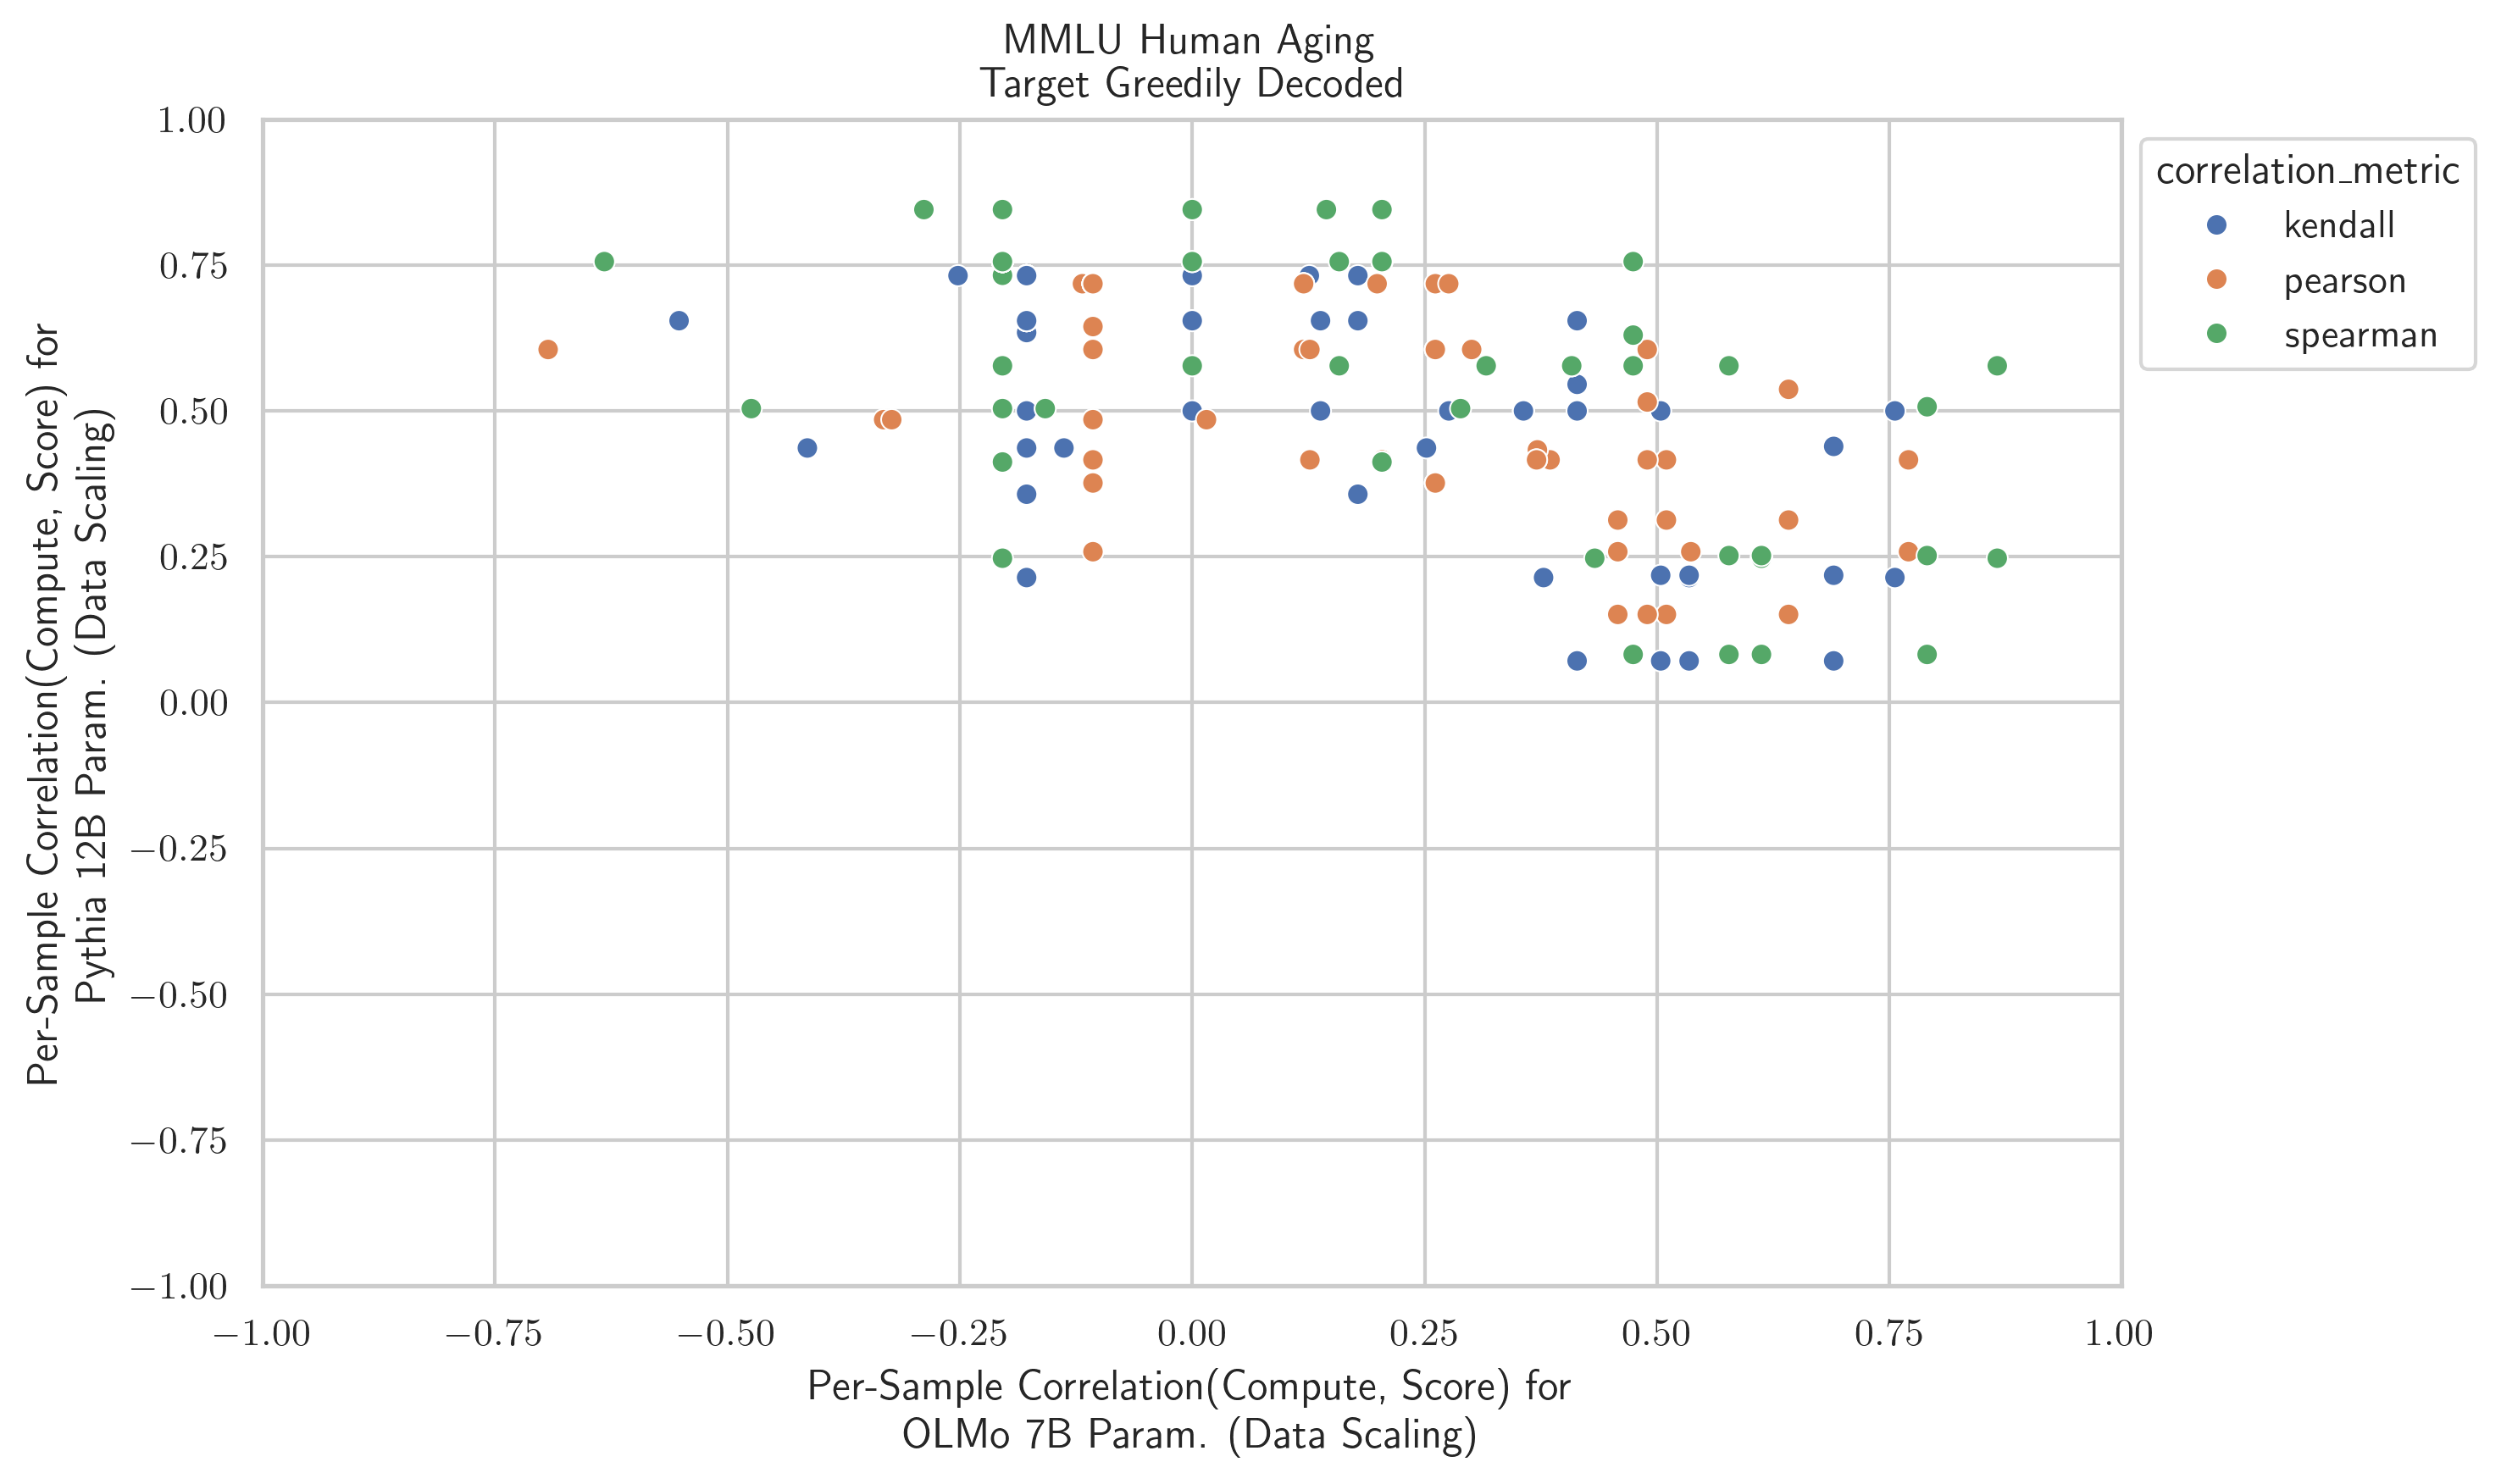 MMLU Human Aging
Target Greedily Decoded
Per-Sample Correlation(Compute, Score) for
Pythia 12B Param. (Data Scaling)
1.00
0.75
0.50
0.25
0.00
−0.25
−0.50
−0.75
−1.00
−1.00 −0.75 −0.50 −0.25 0.00 0.25 0.50 0.75 1.00
Per-Sample Correlation(Compute, Score) for
OLMo 7B Param. (Data Scaling)
correlation_metric
kendall
pearson
spearman